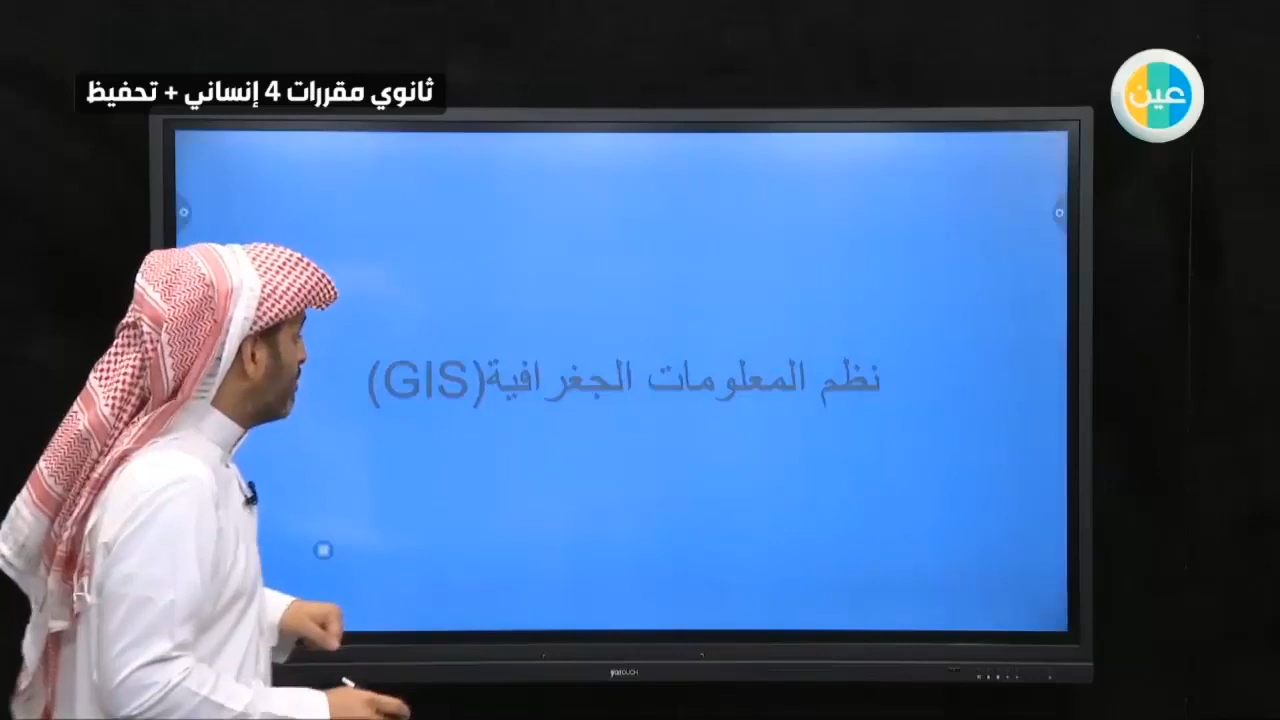 ثانوي مقررات 4 إنساني + تحفيظ
عين
نظم المعلومات الجغرافية(GIS)